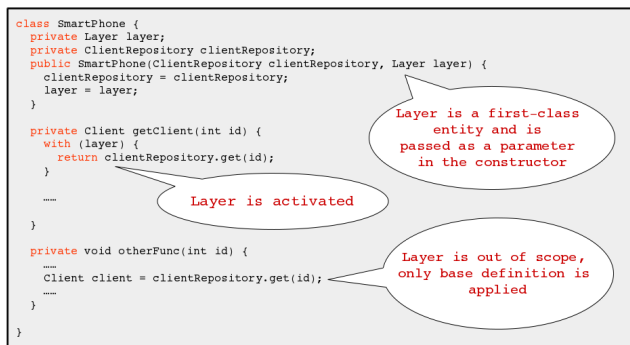 class SmartPhone {
private Layer layer;
private ClientRepository clientRepository;
public SmartPhone(ClientRepository clientRepository, Layer layer) {
clientRepository = clientRepository;
layer = layer;
}
Layer is a first-class
entity and is
passed as a parameter
in the constructor
private Client getClient(int id) {
with (layer) {
return clientRepository.get(id);
}
Layer is activated
……
}
private void otherFunc(int id) {
……
Client client = clientRepository.get(id);
……
}
Layer is out of scope,
only base definition is
applied
}